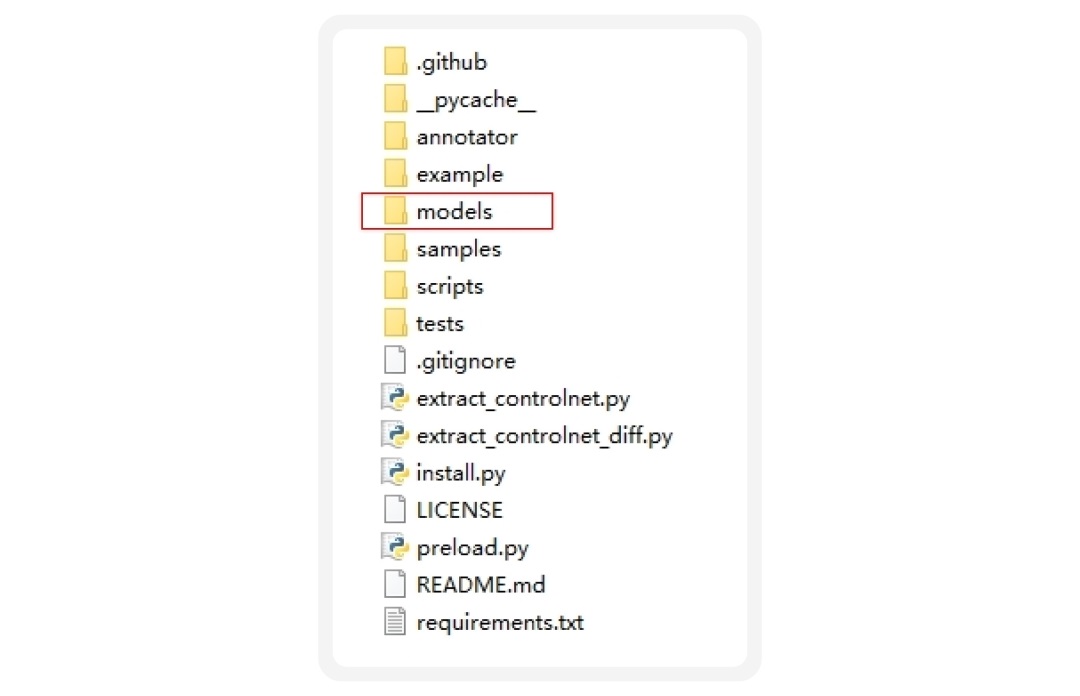 .github
__pycache__
annotator
example
models
samples
scripts
tests
.gitignore
extract_controlnet.py
extract_controlnet_diff.py
install.py
LICENSE
preload.py
README.md
requirements.txt